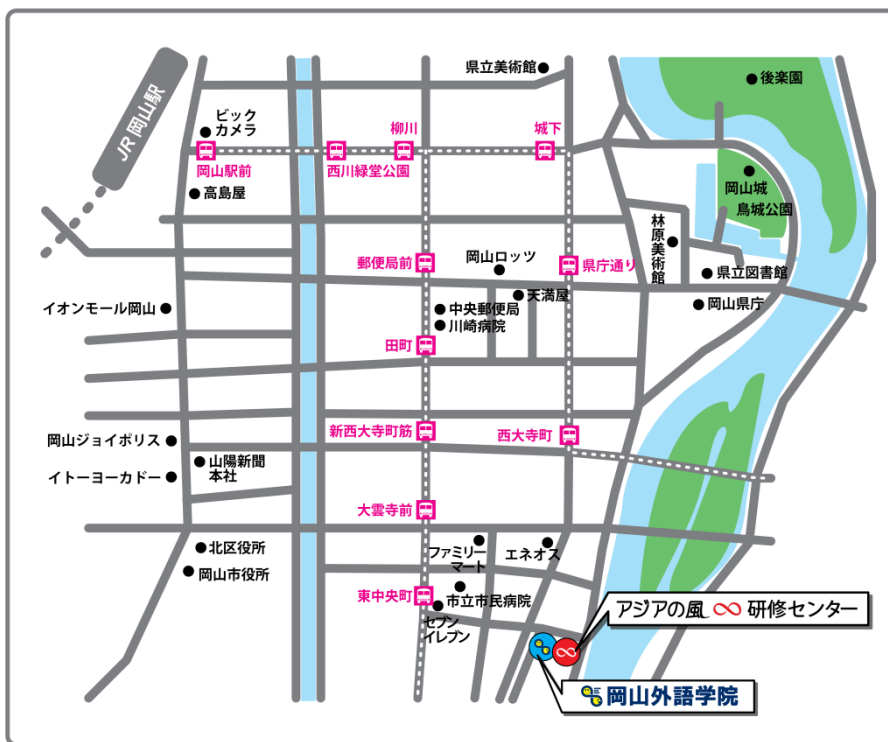 県立美術館
後楽園
JR 岡山駅
ビック
カメラ
柳川
城下
岡山駅前
西川緑堂公園
高島屋
岡山城
烏城公園
林原美術館
郵便局前
岡山ロッツ
県庁通り
県立図書館
天満屋
イオンモール岡山
中央郵便局
川崎病院
岡山県庁
田町
岡山ジョイポリス
新西大寺町筋
西大寺町
山陽新聞
本社
イトーヨーカドー
大雲寺前
北区役所
ファミリー
マート
エネオス
岡山市役所
東中央町
市立市民病院
セブン
イレブン
アジアの風 研修センター
岡山外語学院